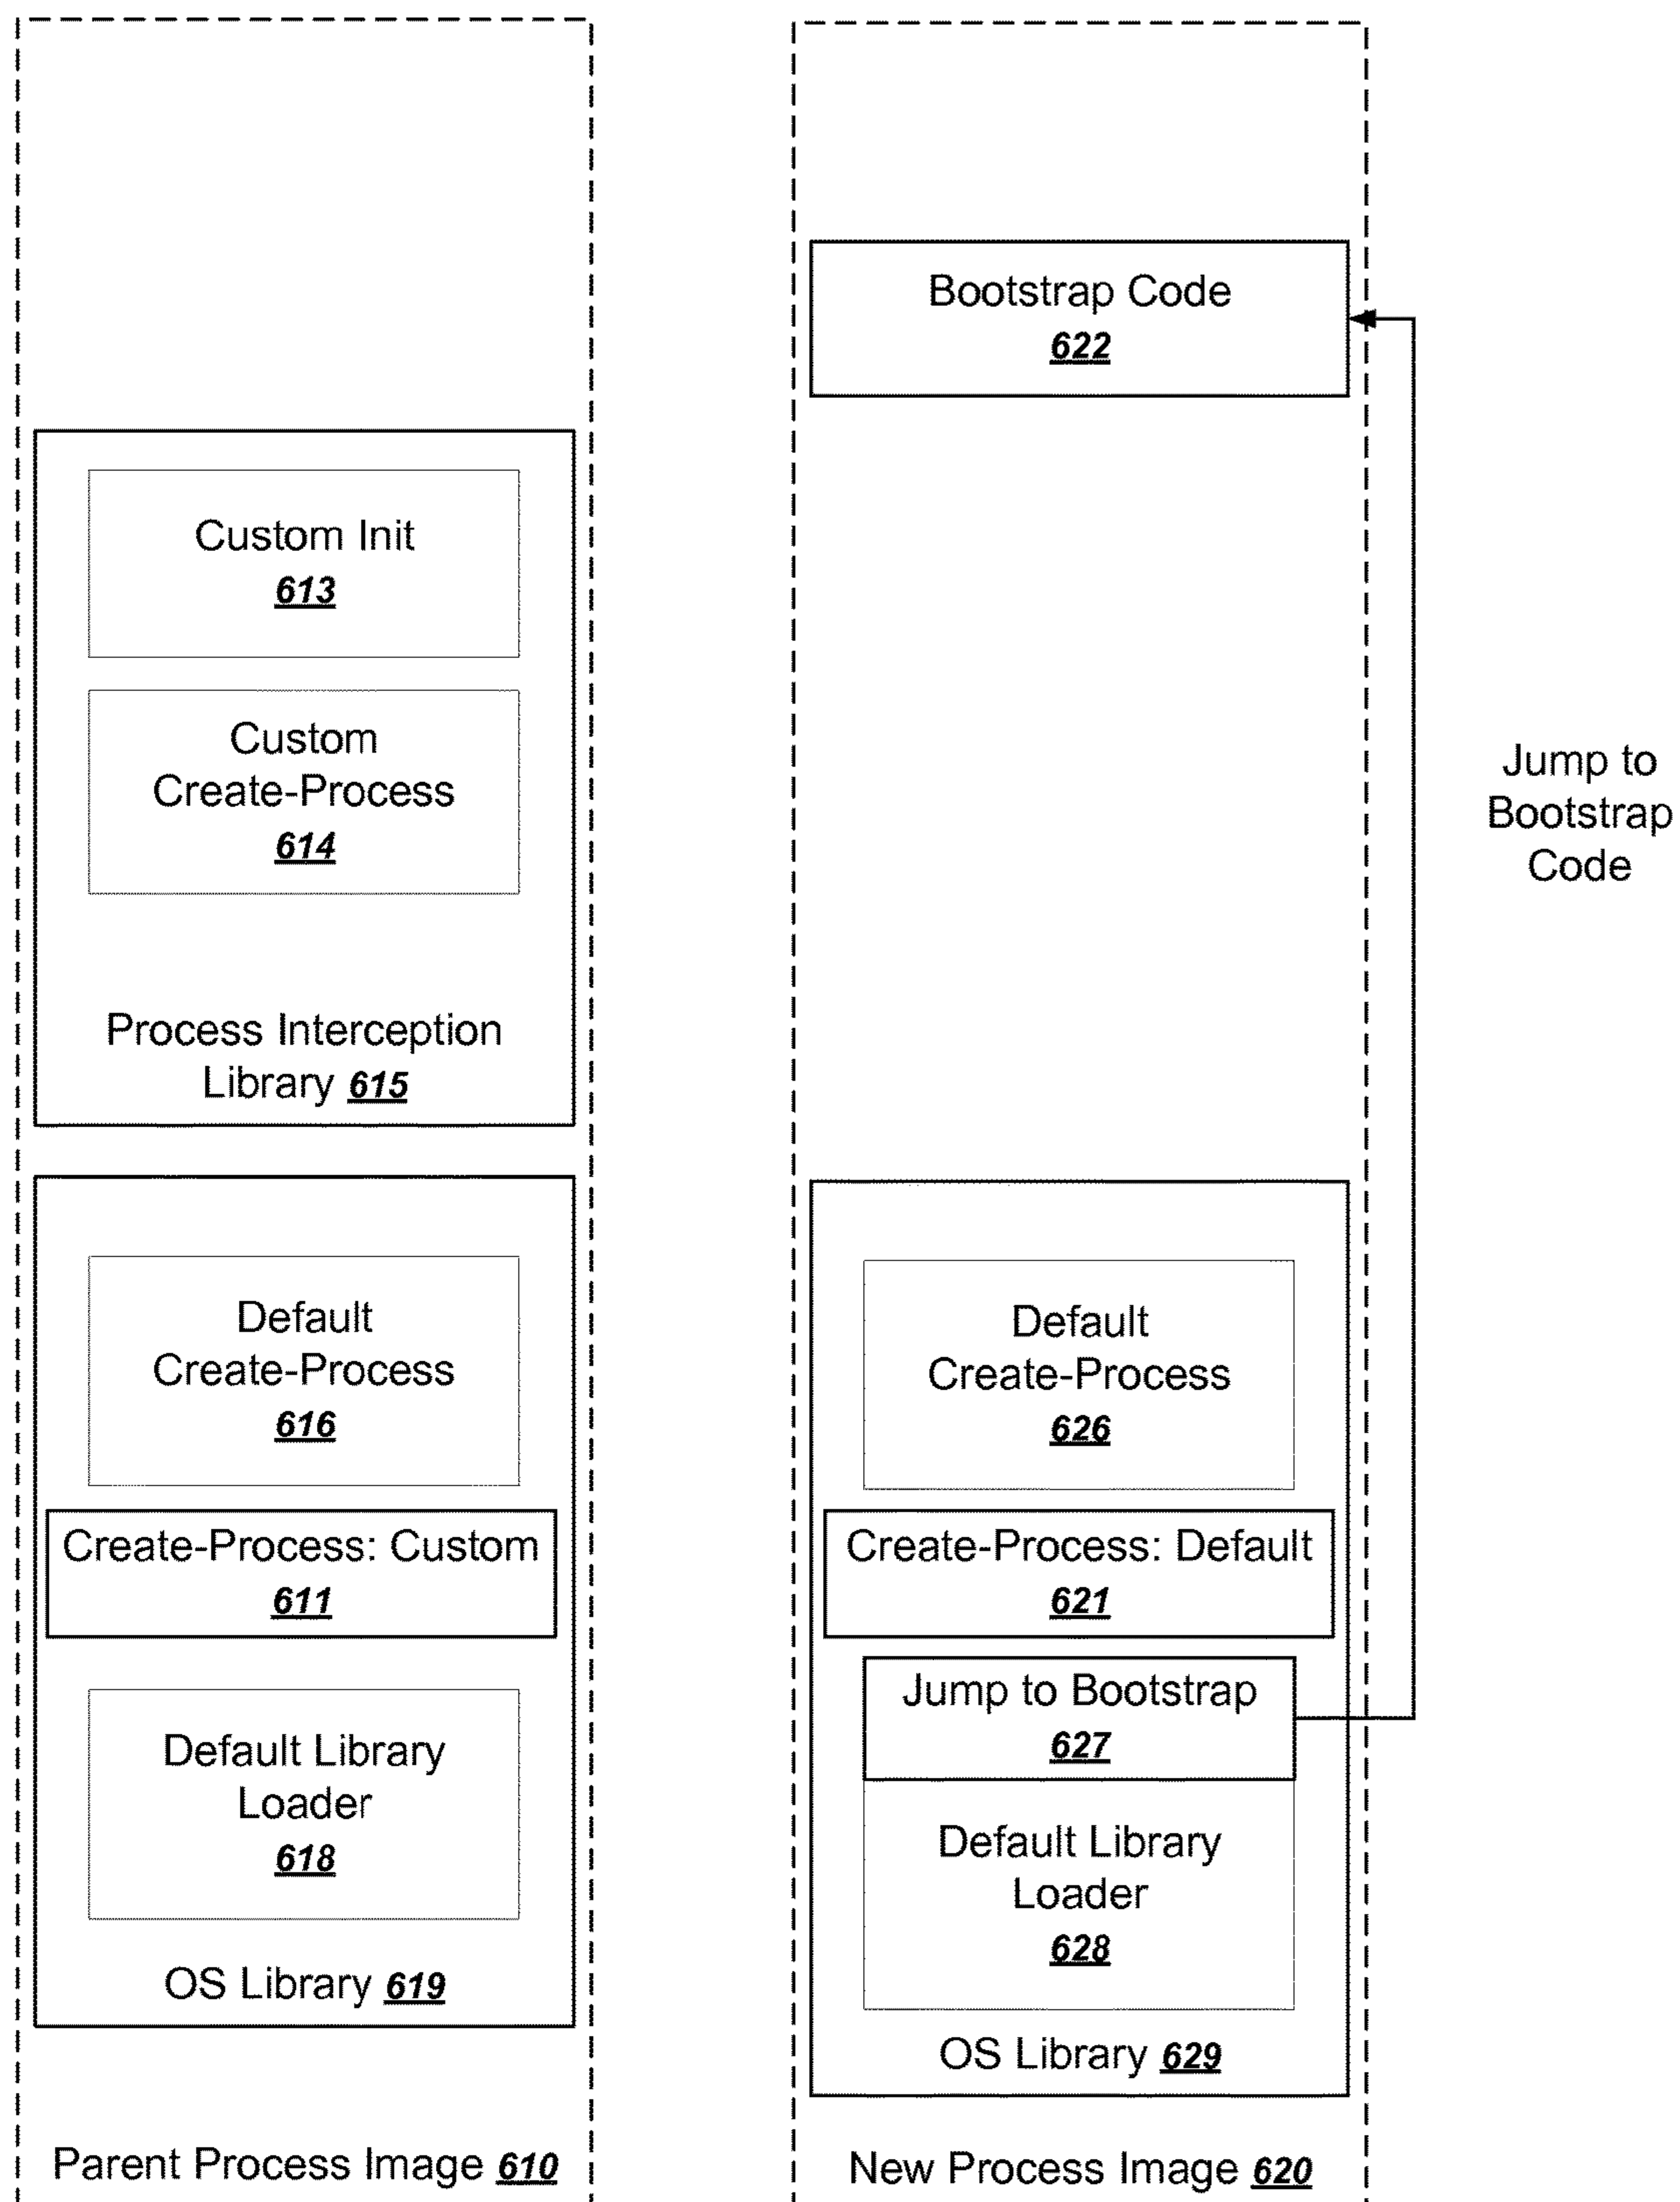 Custom Init
613
Custom
Create-Process
614
Process Interception
Library 615
Default
Create-Process
616
Create-Process: Custom
611
Default Library
Loader
618
OS Library 619
Parent Process Image 610
Bootstrap Code
622
Default
Create-Process
626
Create-Process: Default
621
Jump to Bootstrap
627
Default Library
Loader
628
OS Library 629
New Process Image 620
Jump to
Bootstrap
Code